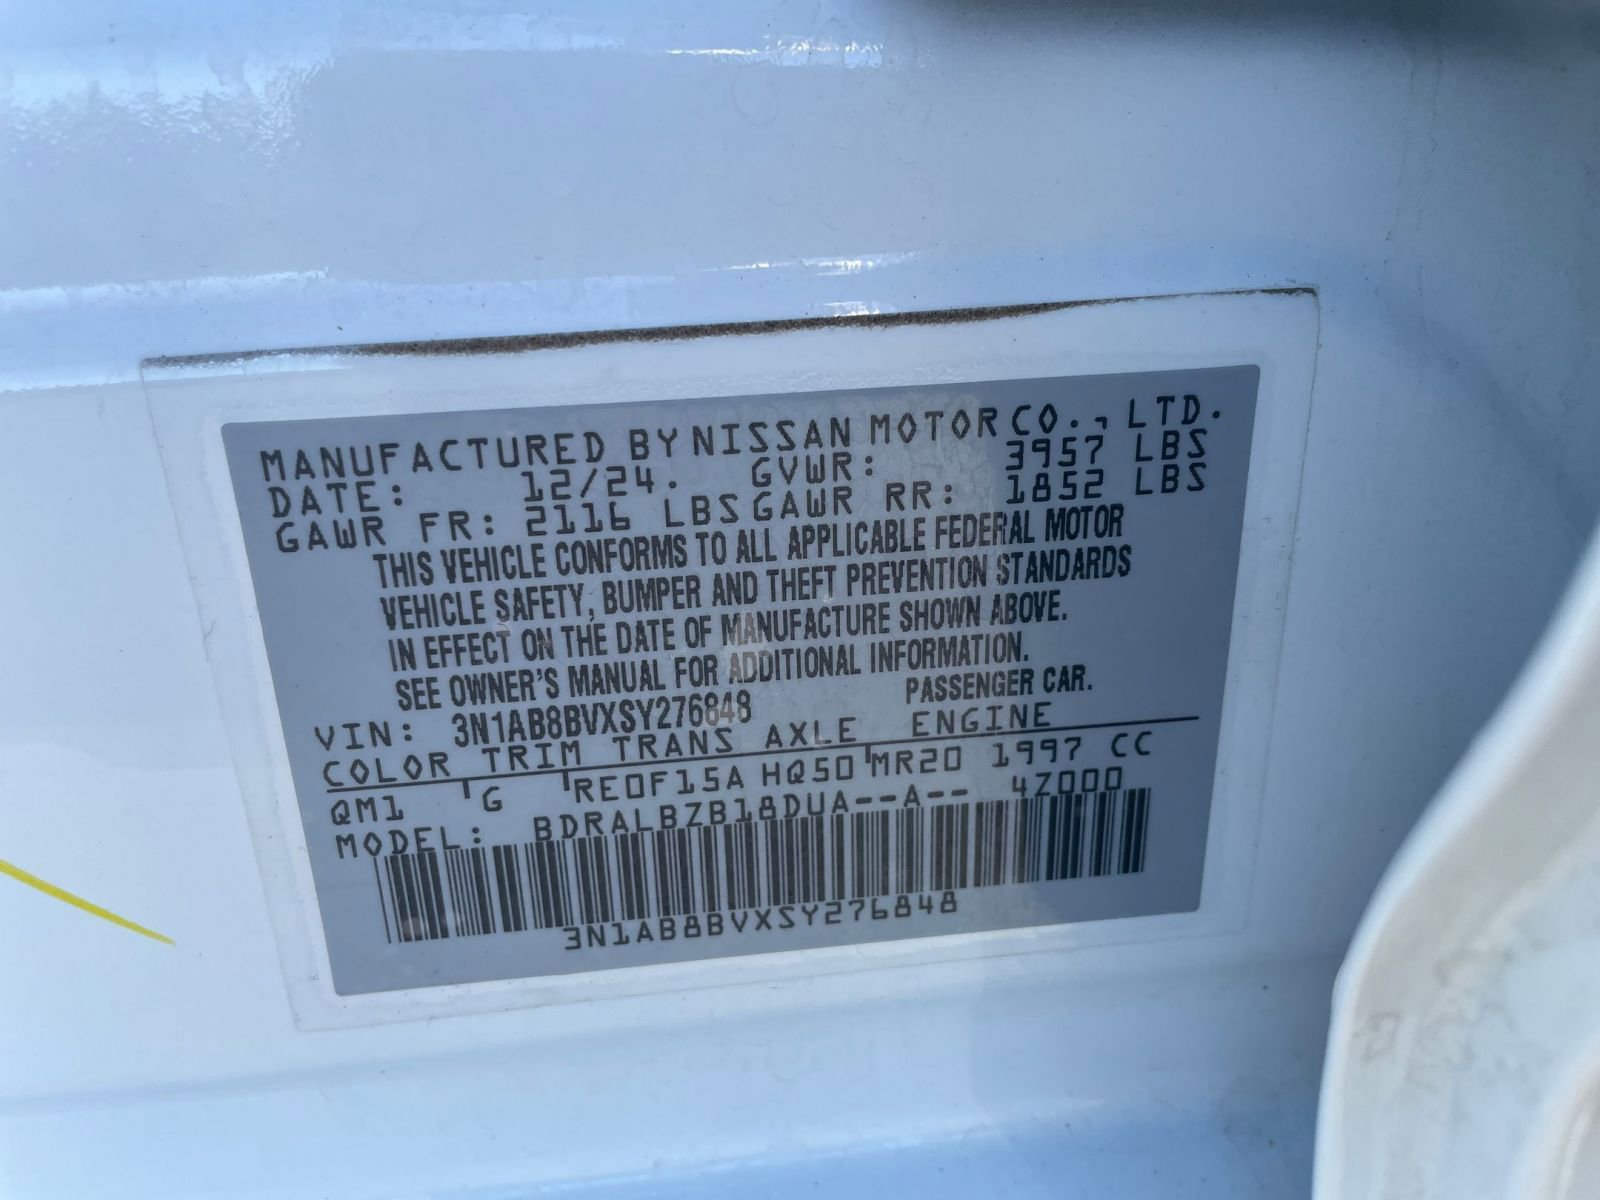 MANUFACTURED BY NISSAN MOTOR CO., LTD.
DATE: 12/24. GVWR: 3957 LBS
GAWR FR: 2116 LBS GAWR RR: 1852 LBS
THIS VEHICLE CONFORMS TO ALL APPLICABLE FEDERAL MOTOR
VEHICLE SAFETY, BUMPER AND THEFT PREVENTION STANDARDS
IN EFFECT ON THE DATE OF MANUFACTURE SHOWN ABOVE.
SEE OWNER'S MANUAL FOR ADDITIONAL INFORMATION.
VIN: 3N1AB8BVXSY276848 PASSENGER CAR.
COLOR TRIM TRANS AXLE ENGINE
QM1 G RE0F15A HQ50 MR20 1997 CC
MODEL: BDRALBZB18DUA--A-- 4Z000
3N1AB8BVXSY276848